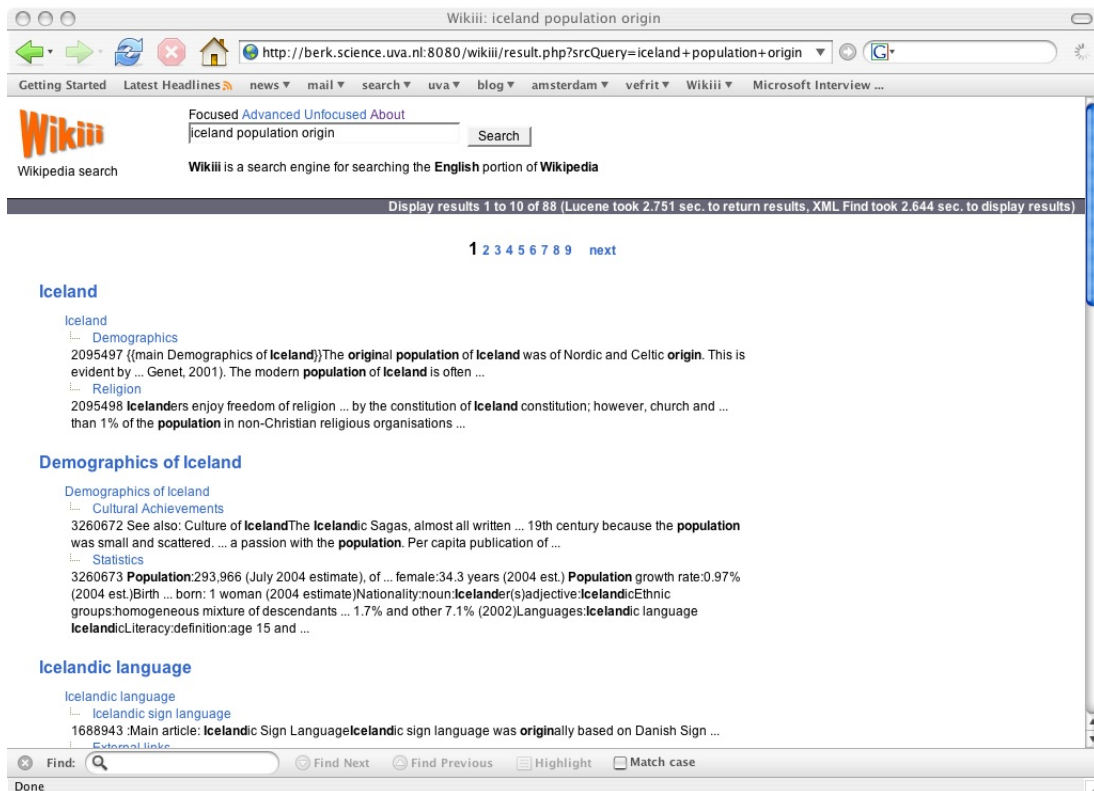 Wikiii: iceland population origin
http://berk.science.uva.nl:8080/wikiii/result.php?srcQuery=iceland+population+origin
G
Getting Started Latest Headlines news mail search uva blog amsterdam vefrit Wikiii Microsoft Interview ...
Wikiii
Wikipedia search
Focused Advanced Unfocused About
iceland population origin Search
Wikiii is a search engine for searching the English portion of Wikipedia
Display results 1 to 10 of 88 (Lucene took 2.751 sec. to return results, XML Find took 2.644 sec. to display results)
1 2 3 4 5 6 7 8 9 next
Iceland
Iceland
Demographics
2095497 {{main Demographics of Iceland}}The original population of Iceland was of Nordic and Celtic origin. This is
evident by ... Genet, 2001). The modern population of Iceland is often ...
Religion
2095498 Icelanders enjoy freedom of religion ... by the constitution of Iceland constitution; however, church and ...
than 1% of the population in non-Christian religious organisations ...
Demographics of Iceland
Demographics of Iceland
Cultural Achievements
3260672 See also: Culture of IcelandThe Icelandic Sagas, almost all written ... 19th century because the population
was small and scattered. ... a passion with the population. Per capita publication of ...
Statistics
3260673 Population:293,966 (July 2004 estimate), of ... female:34.3 years (2004 est.) Population growth rate:0.97%
(2004 est.)Birth ... born: 1 woman (2004 estimate)Nationality:noun:Icelander(s)adjective:IcelandicEthnic
groups:homogeneous mixture of descendants ... 1.7% and other 7.1% (2002)Languages:Icelandic language
IcelandicLiteracy:definition:age 15 and ...
Icelandic language
Icelandic language
Icelandic sign language
1688943 :Main article: Icelandic Sign LanguageIcelandic sign language was originally based on Danish Sign ...
External links
Find: Find Next Find Previous Highlight Match case
Done